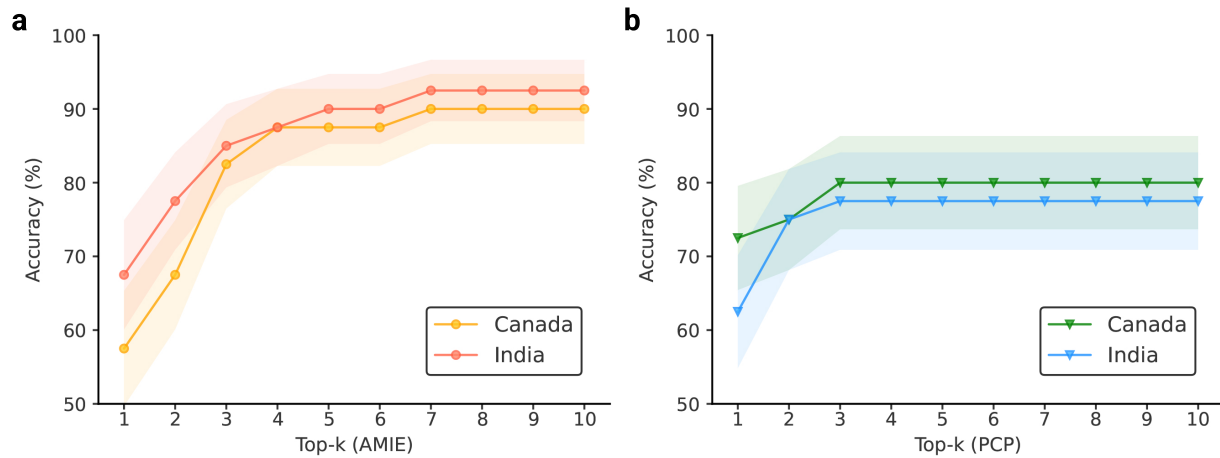 a
100
90
80
70
60
50
Accuracy (%)
Canada
India
1 2 3 4 5 6 7 8 9 10
Top-k (AMIE)
b
100
90
80
70
60
50
Accuracy (%)
Canada
India
1 2 3 4 5 6 7 8 9 10
Top-k (PCP)